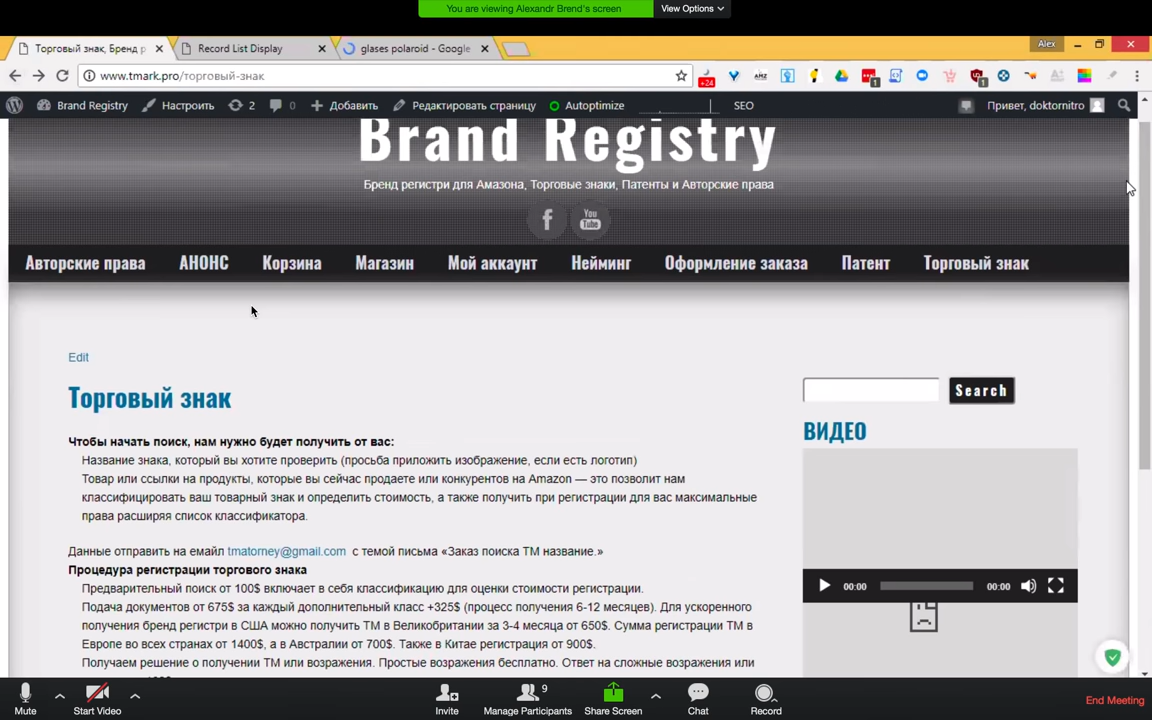 You are viewing Alexandr Brend's screen
View Options
Торговый знак, Бренд р
Record List Display
glases polaroid - Google
Alex
www.tmark.pro/торговый-знак
+24
AHZ
1
1
Brand Registry
Настроить
2
0
Добавить
Редактировать страницу
Autoptimize
SEO
Привет, doktornitro
Brand Registry
Бренд регистри для Амазона, Торговые знаки, Патенты и Авторские права
You Tube
Авторские права
АНОНС
Корзина
Магазин
Мой аккаунт
Нейминг
Оформление заказа
Патент
Торговый знак
Edit
Торговый знак
Search
ВИДЕО
Чтобы начать поиск, нам нужно будет получить от вас:
Название знака, который вы хотите проверить (просьба приложить изображение, если есть логотип)
Товар или ссылки на продукты, которые вы сейчас продаете или конкурентов на Amazon — это позволит нам
классифицировать ваш товарный знак и определить стоимость, а также получить при регистрации для вас максимальные
права расширяя список классификатора.
Данные отправить на емайл tmatorney@gmail.com с темой письма «Заказ поиска ТМ название.»
Процедура регистрации торгового знака
Предварительный поиск от 100$ включает в себя классификацию для оценки стоимости регистрации.
Подача документов от 675$ за каждый дополнительный класс +325$ (процесс получения 6-12 месяцев). Для ускоренного
получения бренд регистри в США можно получить ТМ в Великобритании за 3-4 месяца от 650$. Сумма регистрации ТМ в
Европе во всех странах от 1400$, а в Австралии от 700$. Также в Китае регистрация от 900$.
Получаем решение о получении ТМ или возражения. Простые возражения бесплатно. Ответ на сложные возражения или
00:00
00:00
Mute
Start Video
Invite
9
Manage Participants
Share Screen
Chat
Record
End Meeting